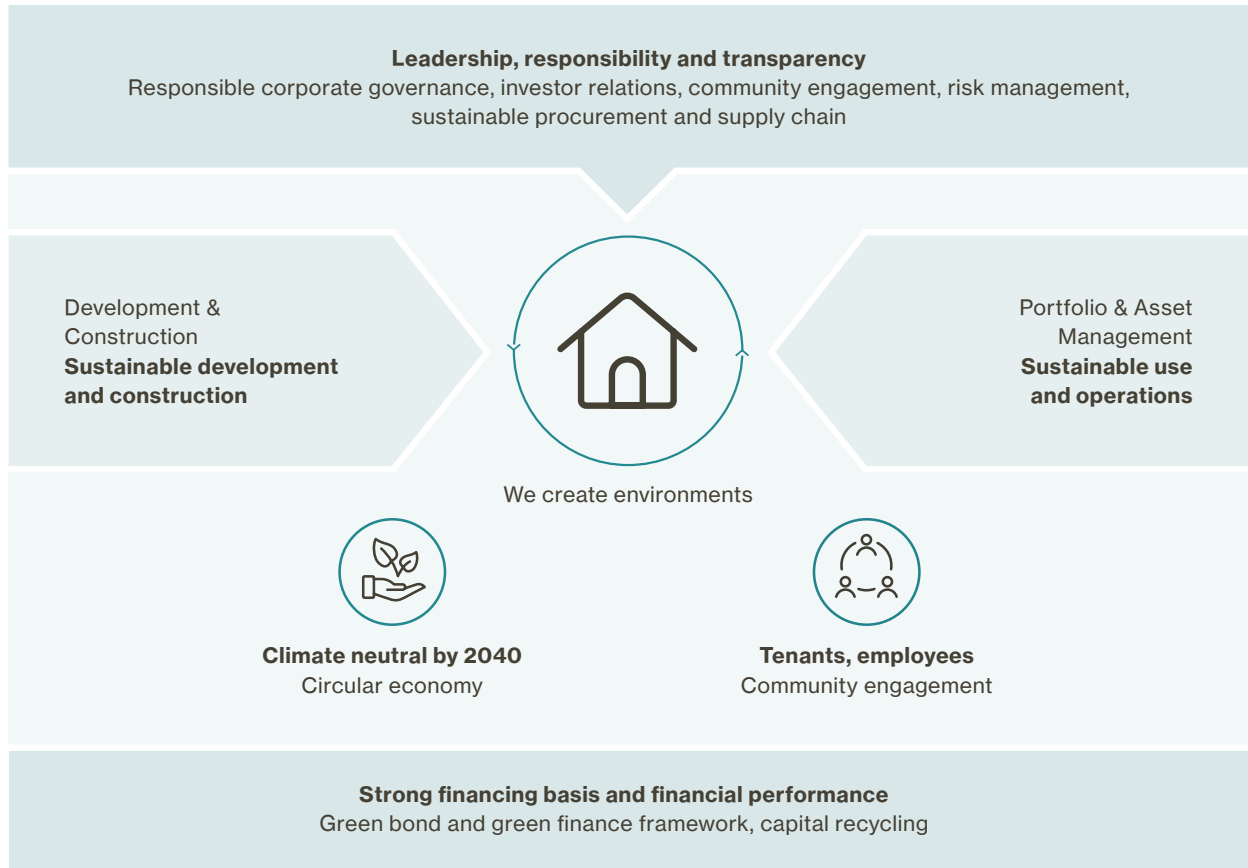 Leadership, responsibility and transparency
Responsible corporate governance, investor relations, community engagement, risk management,
sustainable procurement and supply chain
Development &
Construction
Sustainable development
and construction
Portfolio & Asset
Management
Sustainable use
and operations
We create environments
Climate neutral by 2040
Circular economy
Tenants, employees
Community engagement
Strong financing basis and financial performance
Green bond and green finance framework, capital recycling